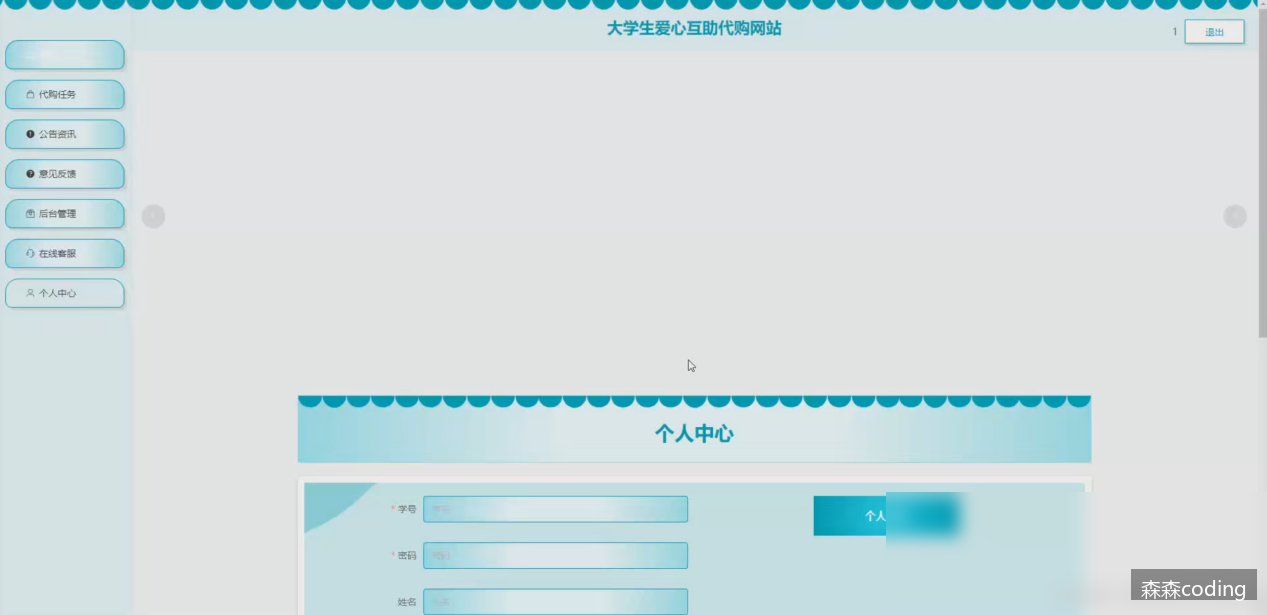 大学生爱心互助代购网站
1
退出
代购任务
公告资讯
意见反馈
后台管理
在线客服
个人中心
个人中心
* 学号
* 密码
姓名
个人
森森coding